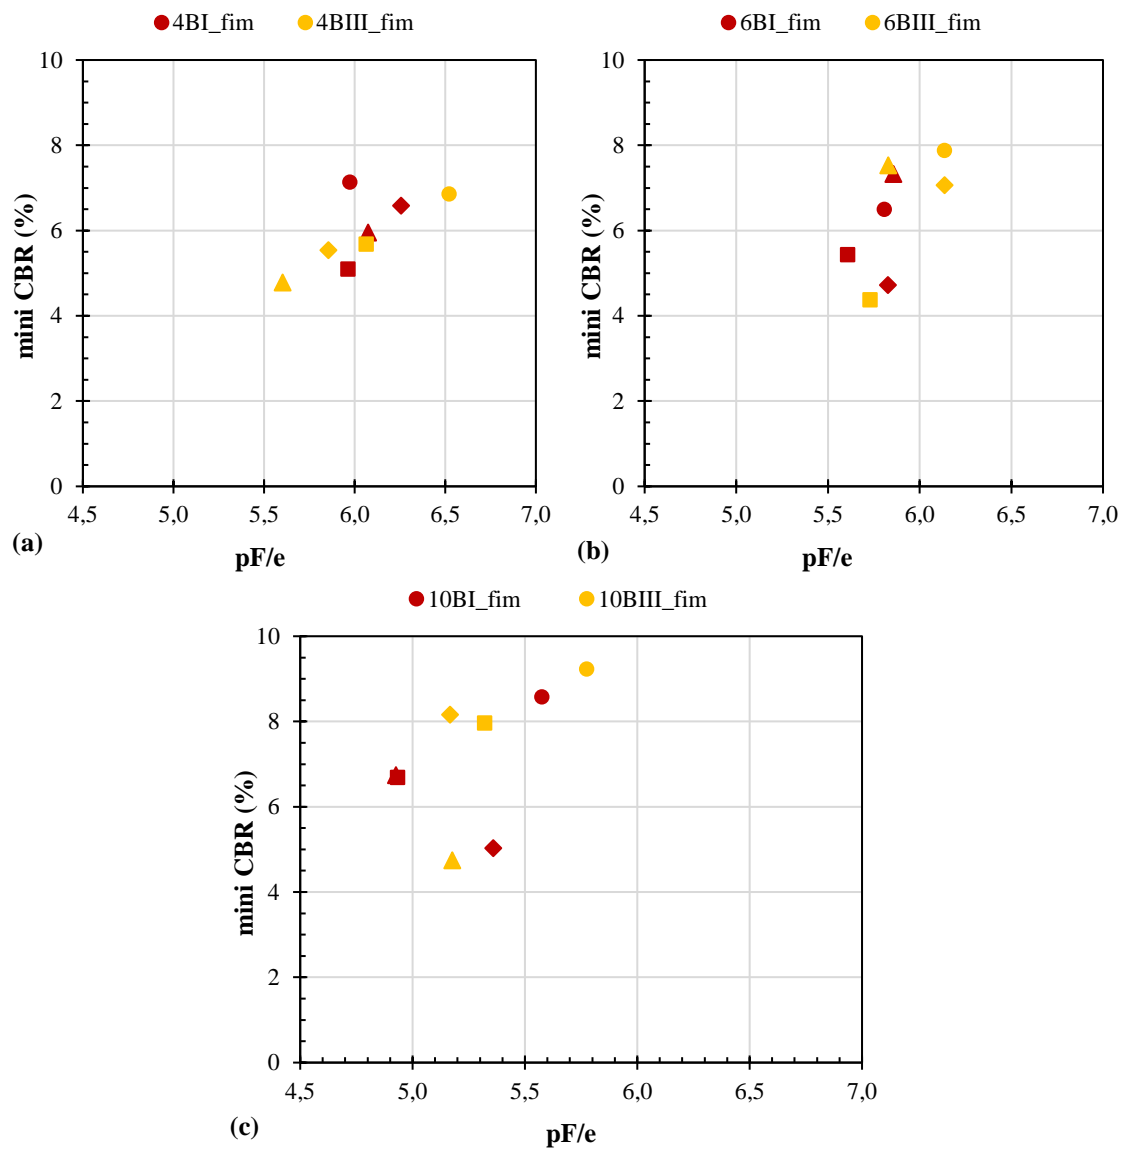 4BI_fim 4BIII_fim
10
8
6
4
2
0
mini CBR (%)
4,5 5,0 5,5 6,0 6,5 7,0
(a)
pF/e
6BI_fim 6BIII_fim
10
8
6
4
2
0
mini CBR (%)
4,5 5,0 5,5 6,0 6,5 7,0
(b)
pF/e
10BI_fim 10BIII_fim
10
8
6
4
2
0
mini CBR (%)
4,5 5,0 5,5 6,0 6,5 7,0
(c)
pF/e